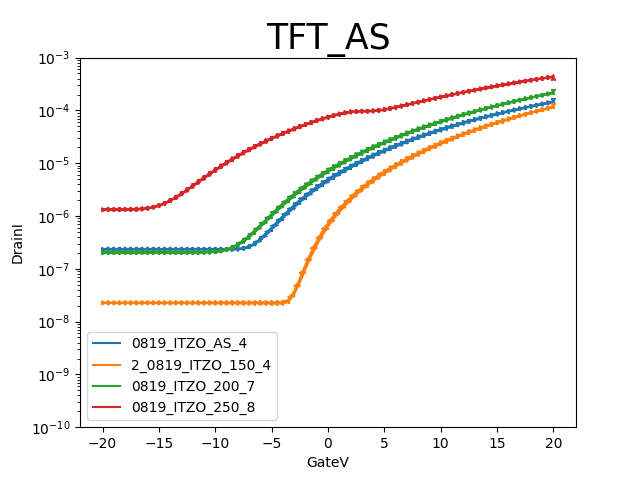 TFT_AS
DrainI
10⁻³
10⁻⁴
10⁻⁵
10⁻⁶
10⁻⁷
10⁻⁸
10⁻⁹
10⁻¹⁰
0819_ITZO_AS_4
2_0819_ITZO_150_4
0819_ITZO_200_7
0819_ITZO_250_8
−20 −15 −10 −5 0 5 10 15 20
GateV